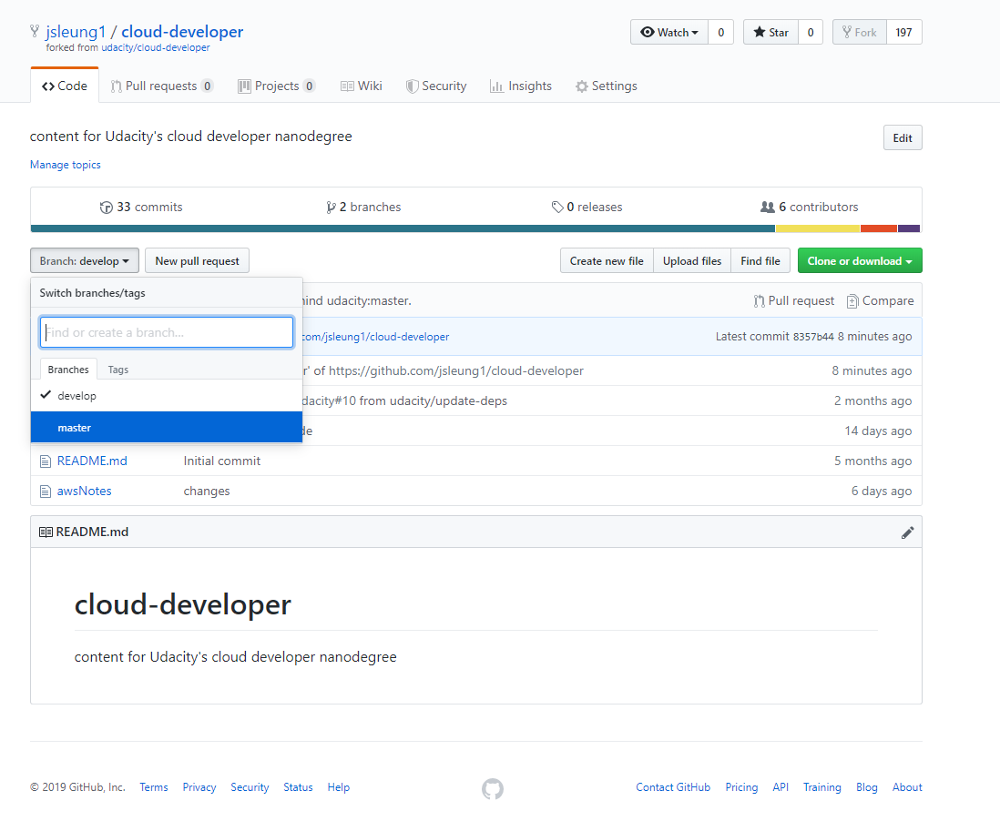 jsleung1 / cloud-developer
forked from udacity/cloud-developer
Watch 0 Star 0 Fork 197
Code Pull requests 0 Projects 0 Wiki Security Insights Settings
content for Udacity's cloud developer nanodegree
Edit
Manage topics
33 commits 2 branches 0 releases 6 contributors
Branch: develop New pull request Create new file Upload files Find file Clone or download
Switch branches/tags
Find or create a branch...
Branches Tags
develop
master
udacity:master. Pull request Compare
com/jsleung1/cloud-developer Latest commit 8357b44 8 minutes ago
' of https://github.com/jsleung1/cloud-developer 8 minutes ago
dacity#10 from udacity/update-deps 2 months ago
de 14 days ago
README.md Initial commit 5 months ago
awsNotes changes 6 days ago
README.md
cloud-developer
content for Udacity's cloud developer nanodegree
© 2019 GitHub, Inc. Terms Privacy Security Status Help Contact GitHub Pricing API Training Blog About